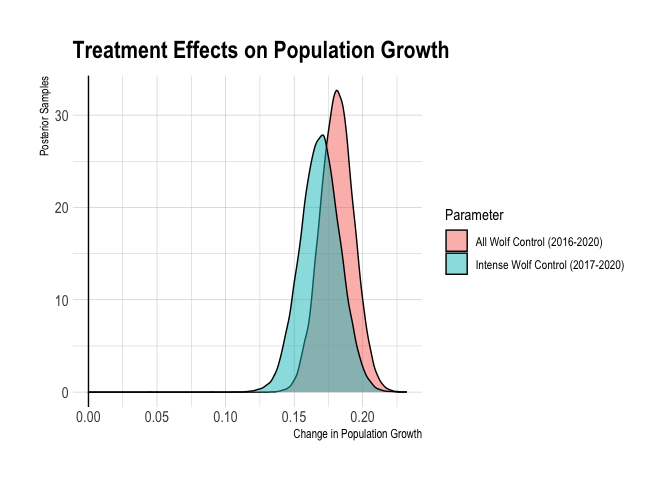 Treatment Effects on Population Growth
Posterior Samples
30
20
10
0
0.00 0.05 0.10 0.15 0.20
Change in Population Growth
Parameter
All Wolf Control (2016-2020)
Intense Wolf Control (2017-2020)